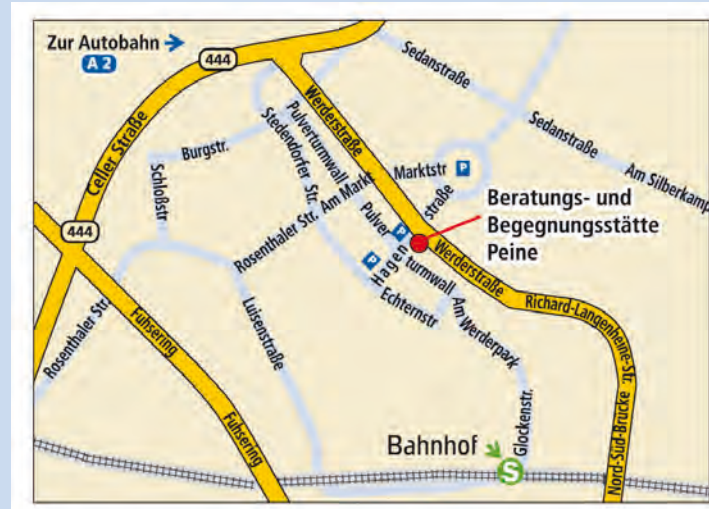 Zur Autobahn
A 2
444
Sedanstraße
Sedanstraße
Am Silberkamp
Werderstraße
Celler Straße
Pulverturmwall
Stedendorfer Str.
Burgstr.
Schloßstr
Marktstr
P
Rosenthaler Str. Am Markt
Hagen
straße
Beratungs- und
Begegnungsstätte
Peine
444
Pulver
turmwall
P
P
Werderstraße
Echternstr
Am Werderpark
Richard-Langenheine-Str.
Rosenthaler Str.
Luisenstraße
Fuhsering
Fuhsering
Glockenstr.
Nord-Süd-Brücke
Bahnhof
S